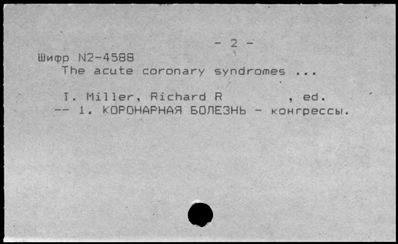 - 2 -
Шифр N2-4588
The acute coronary syndromes ...
I. Miller, Richard R , ed.
-- 1. КОРОНАРНАЯ БОЛЕЗНЬ - конгрессы.